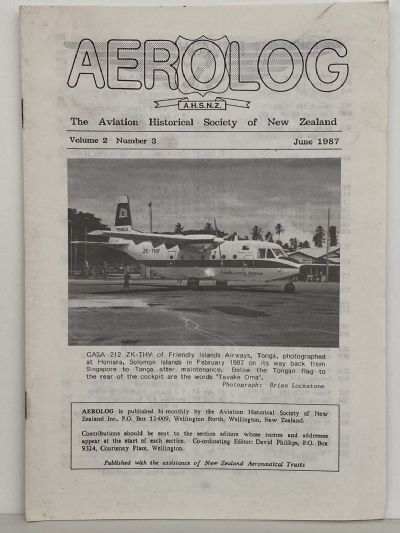 AEROLOG
A.H.S.N.Z.
The Aviation Historical Society of New Zealand
Volume 2 Number 3 June 1987
ZK-THV
CASA 212 ZK-THV of Friendly Islands Airways, Tonga, photographed
at Honiara, Solomon Islands in February 1987 on its way back from
Singapore to Tonga after maintenance. Below the Tongan flag to
the rear of the cockpit are the words 'Tavake Oma'.
Photograph: Brian Lockstone
AEROLOG is published bi-monthly by the Aviation Historical Society of New
Zealand Inc., P.O. Box 12-009, Wellington North, Wellington, New Zealand.
Contributions should be sent to the section editors whose names and addresses
appear at the start of each section. Co-ordinating Editor: David Phillips, P.O. Box
9324, Courtenay Place, Wellington.
Published with the assistance of New Zealand Aeronautical Trusts